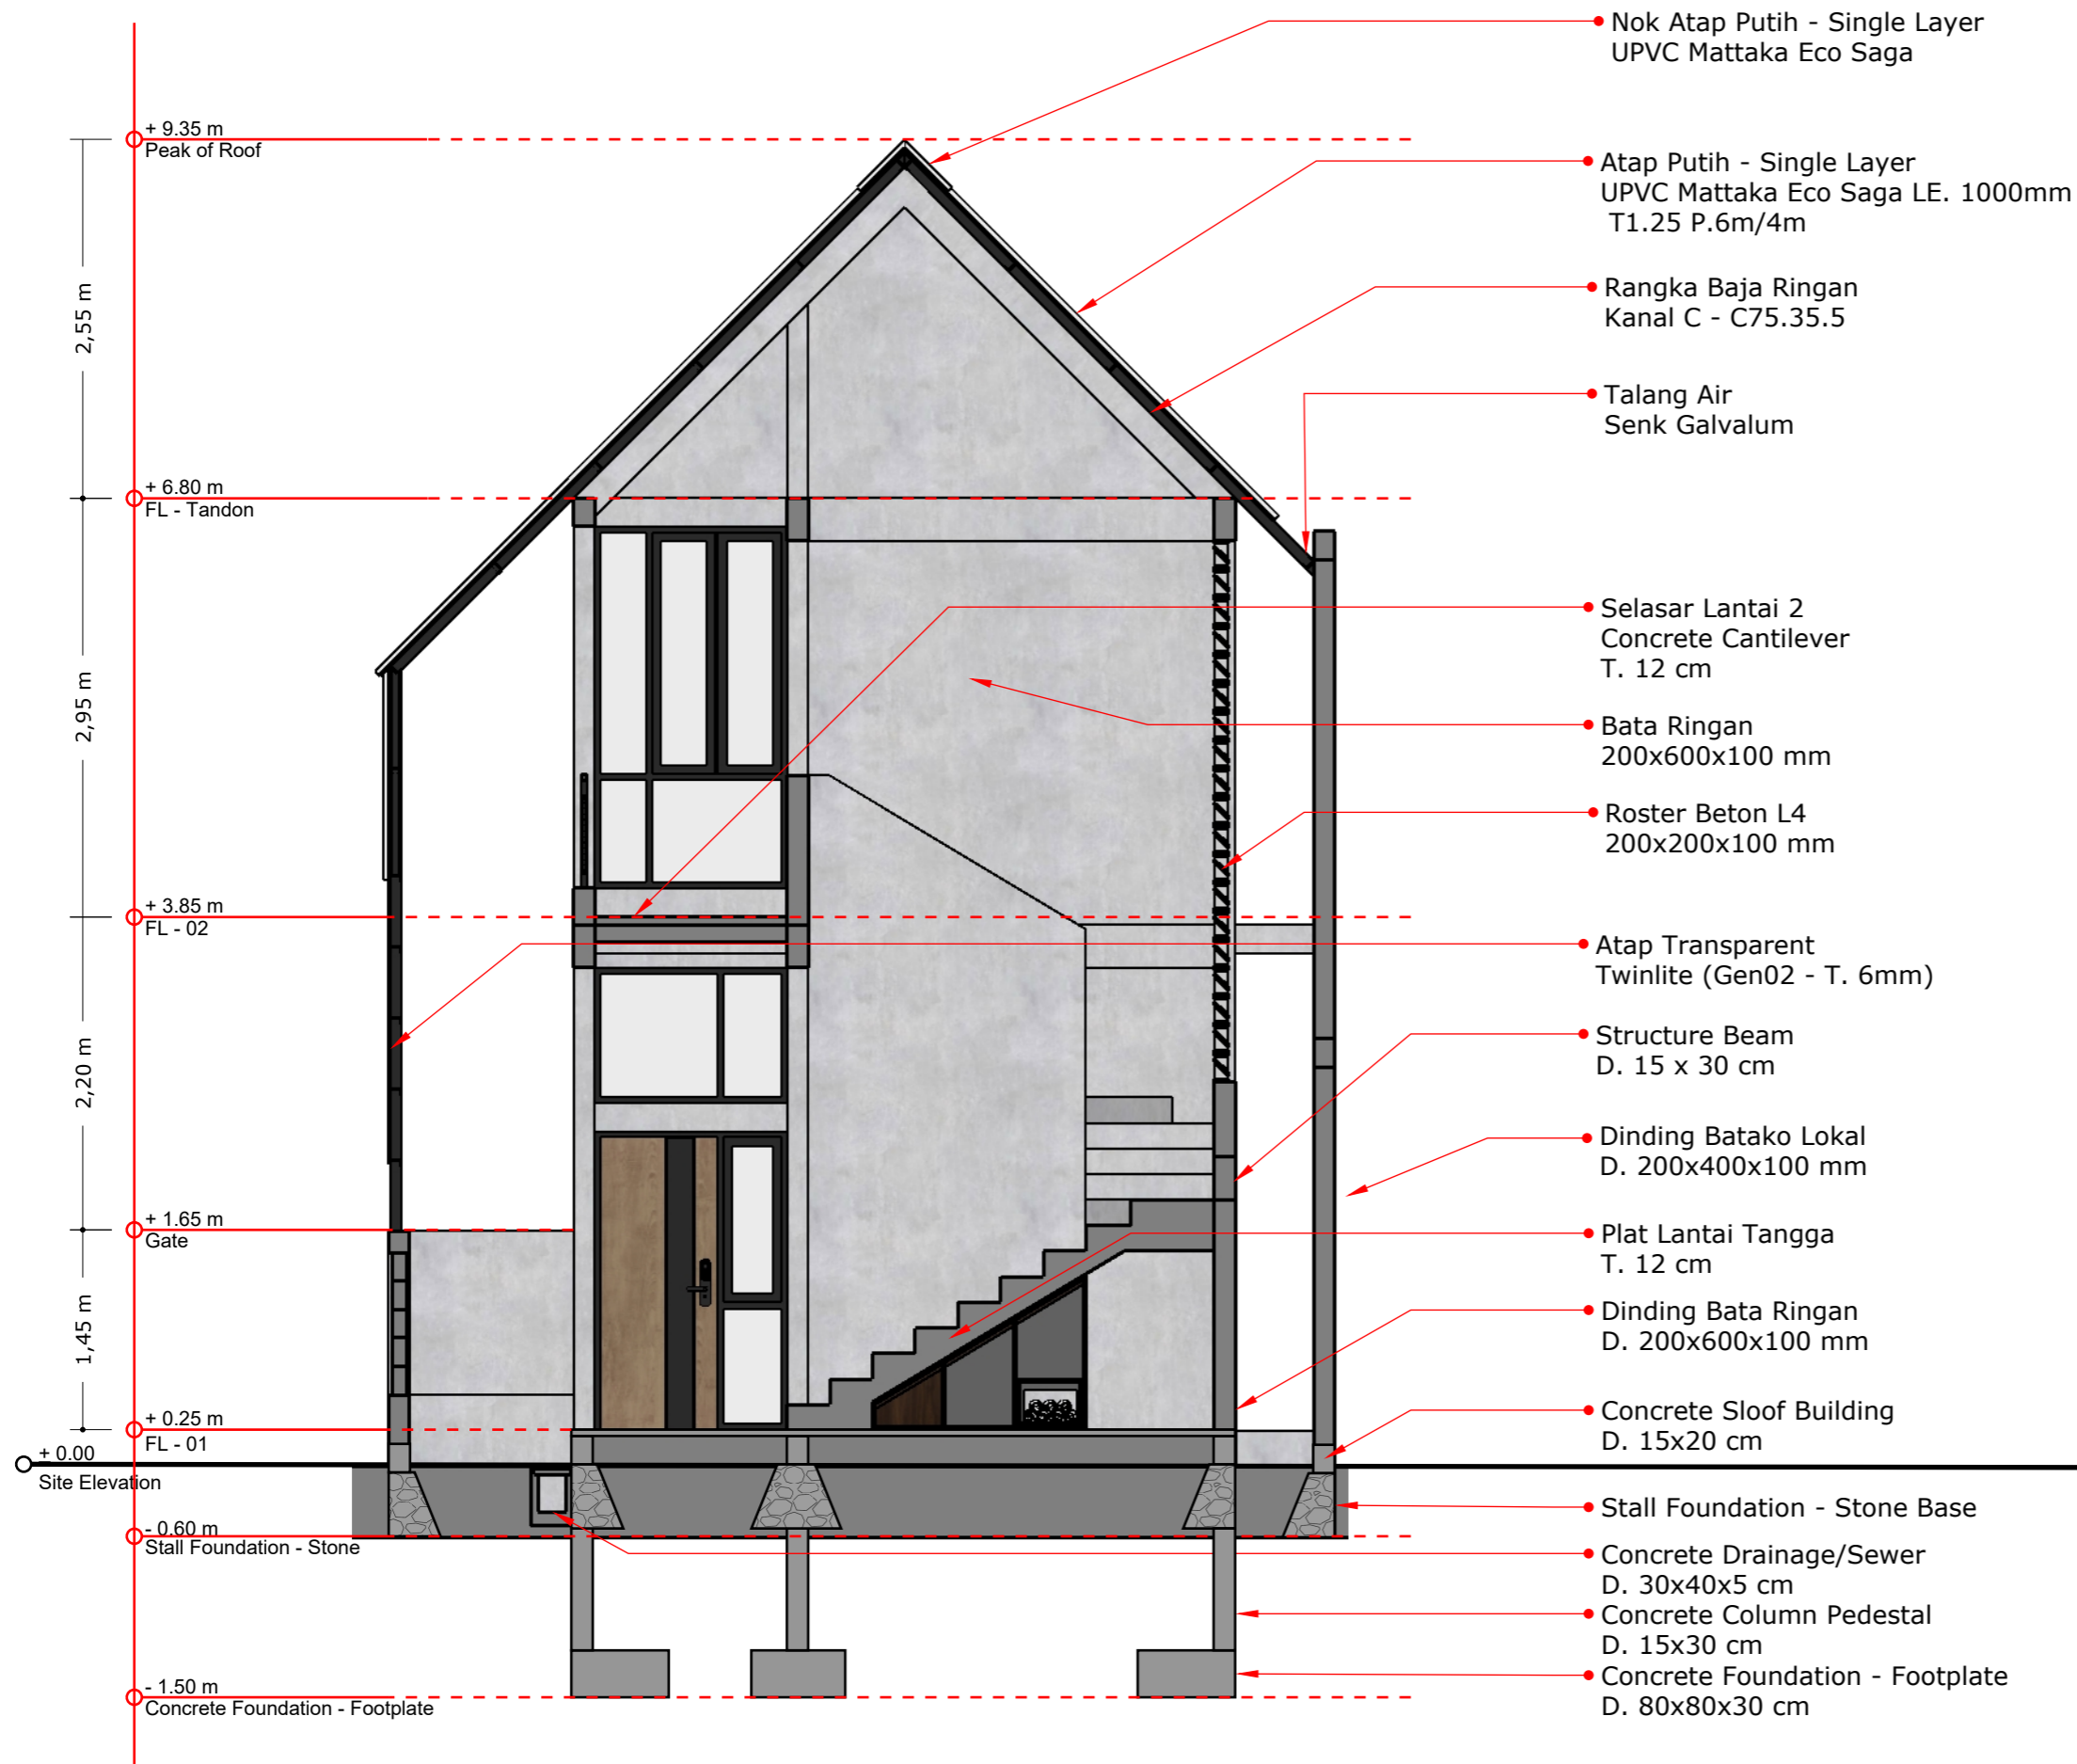 Nok Atap Putih - Single Layer
UPVC Mattaka Eco Saga
+ 9.35 m
Peak of Roof
Atap Putih - Single Layer
UPVC Mattaka Eco Saga LE. 1000mm
T1.25 P.6m/4m
2,55 m
Rangka Baja Ringan
Kanal C - C75.35.5
Talang Air
Senk Galvalum
+ 6.80 m
FL - Tandon
Selasar Lantai 2
Concrete Cantilever
T. 12 cm
2,95 m
Bata Ringan
200x600x100 mm
Roster Beton L4
200x200x100 mm
+ 3.85 m
FL - 02
Atap Transparent
Twinlite (Gen02 - T. 6mm)
2,20 m
Structure Beam
D. 15 x 30 cm
Dinding Batako Lokal
D. 200x400x100 mm
+ 1.65 m
Gate
Plat Lantai Tangga
T. 12 cm
1,45 m
Dinding Bata Ringan
D. 200x600x100 mm
+ 0.25 m
FL - 01
Concrete Sloof Building
D. 15x20 cm
+ 0.00
Site Elevation
Stall Foundation - Stone Base
- 0.60 m
Stall Foundation - Stone
Concrete Drainage/Sewer
D. 30x40x5 cm
Concrete Column Pedestal
D. 15x30 cm
Concrete Foundation - Footplate
D. 80x80x30 cm
- 1.50 m
Concrete Foundation - Footplate